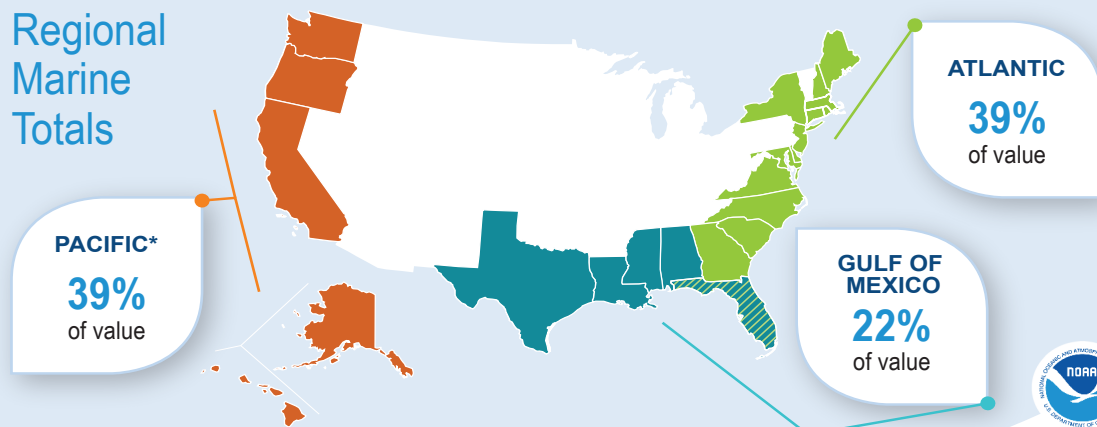 Regional
Marine
Totals
ATLANTIC
39%
of value
PACIFIC*
39%
of value
GULF OF
MEXICO
22%
of value
NOAA